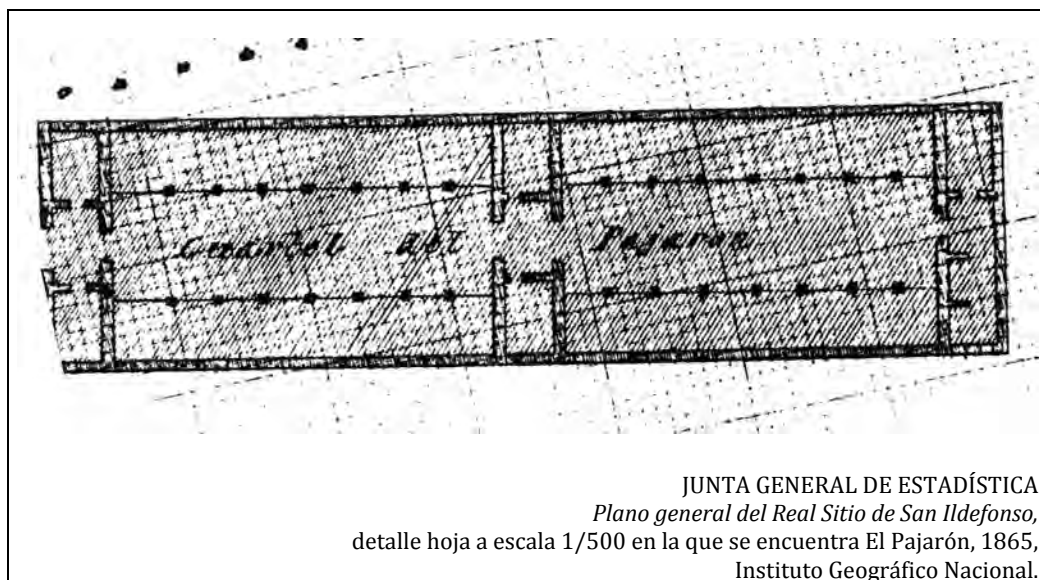 Cuartel del Pajaron
JUNTA GENERAL DE ESTADÍSTICA
Plano general del Real Sitio de San Ildefonso,
detalle hoja a escala 1/500 en la que se encuentra El Pajarón, 1865,
Instituto Geográfico Nacional.